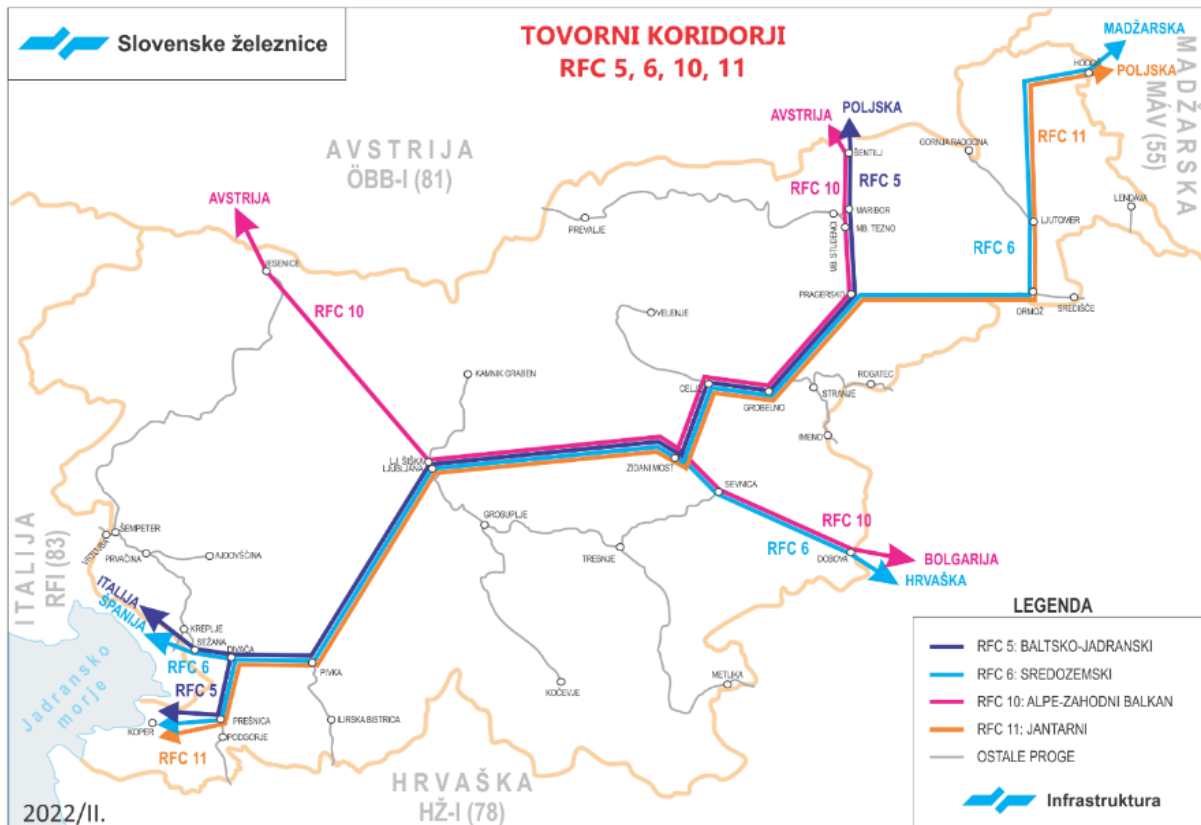 Slovenske železnice
TOVORNI KORIDORJI
RFC 5, 6, 10, 11
MADŽARSKA
HODOŠ
POLJSKA
MADŽARSKA
MÁV (55)
AVSTRIJA
POLJSKA
ŠENTILJ
GORNJA RADGONA
RFC 11
AVSTRIJA
ÖBB-I (81)
RFC 10
RFC 5
LENDAVA
AVSTRIJA
PREVALJE
MARIBOR
MB. TEZNO
MB. STUDENCI
LJUTOMER
RFC 6
JESENICE
PRAGERSKO
ORMOŽ
SREDIŠČE
RFC 10
VELENJE
KAMNIK GRABEN
CELJE
GROBELNO
STRANJE
ROGATEC
IMENO
LJ. ŠIŠKA
LJUBLJANA
ZIDANI MOST
SEVNICA
ITALIJA
RFI (83)
ŠEMPETER
VRTOJBA
PRVAČINA
AJDOVŠČINA
GROSUPLJE
TREBNJE
RFC 10
RFC 6
DOBOVA
BOLGARIJA
HRVAŠKA
ITALIJA
ŠPANIJA
KREPLJE
SEŽANA
DIVAČA
RFC 6
PIVKA
RFC 5
Jadransko
morje
KOPER
PREŠNICA
PODGORJE
RFC 11
ILIRSKA BISTRICA
KOČEVJE
METLIKA
HRVAŠKA
HŽ-I (78)
LEGENDA
RFC 5: BALTSKO-JADRANSKI
RFC 6: SREDOZEMSKI
RFC 10: ALPE-ZAHODNI BALKAN
RFC 11: JANTARNI
OSTALE PROGE
Infrastruktura
2022/II.